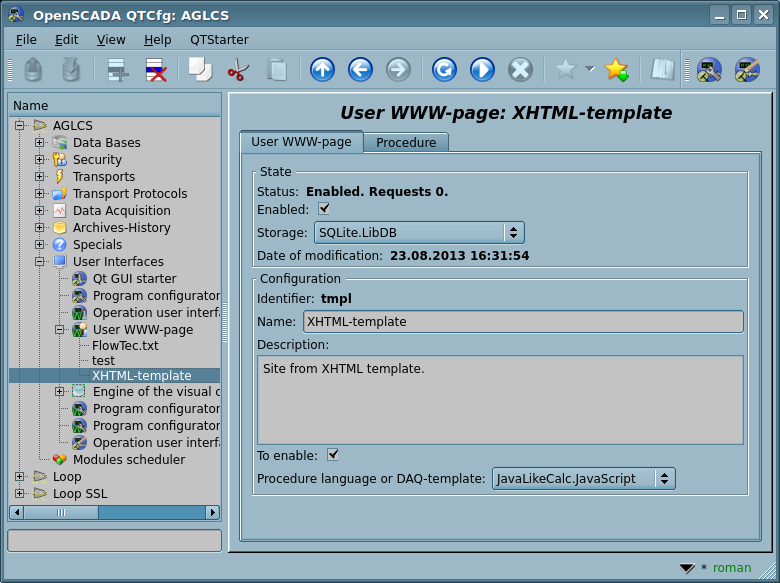 OpenSCADA QTCfg: AGLCS
File Edit View Help QTStarter
Name
AGLCS
Data Bases
Security
Transports
Transport Protocols
Data Acquisition
Archives-History
Specials
User Interfaces
Qt GUI starter
Program configurator
Operation user interf
User WWW-page
FlowTec.txt
test
XHTML-template
Engine of the visual c
Program configurator
Program configurator
Operation user interf
Modules scheduler
Loop
Loop SSL
User WWW-page: XHTML-template
User WWW-page Procedure
State
Status: Enabled. Requests 0.
Enabled:
Storage: SQLite.LibDB
Date of modification: 23.08.2013 16:31:54
Configuration
Identifier: tmpl
Name: XHTML-template
Description:
Site from XHTML template.
To enable:
Procedure language or DAQ-template: JavaLikeCalc.JavaScript
* roman